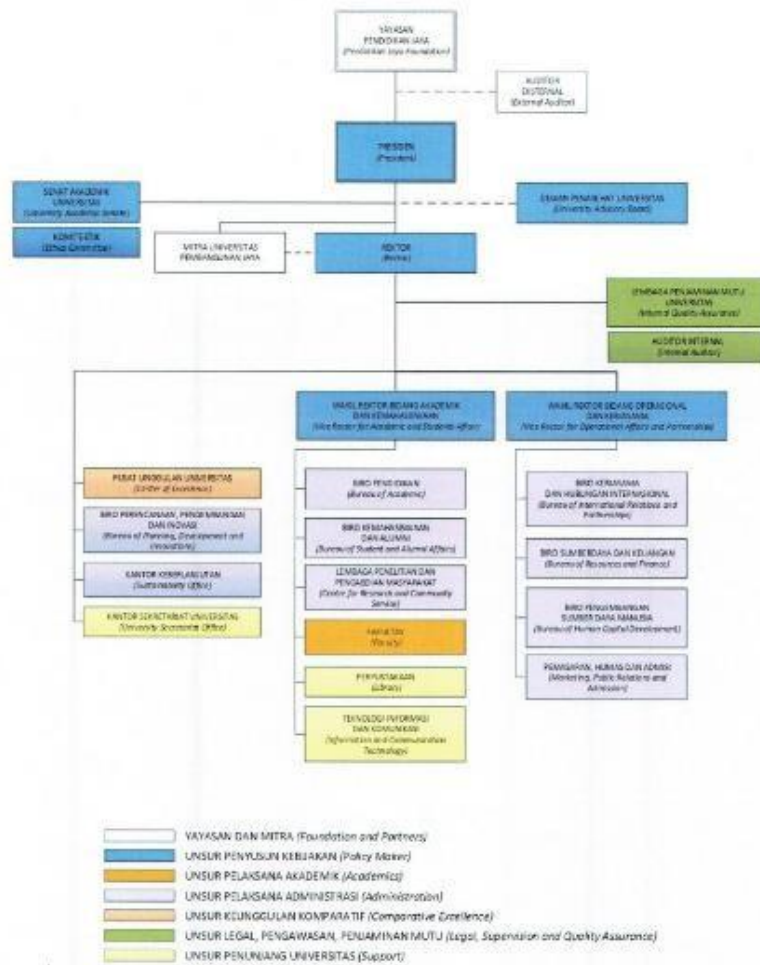 YAYASAN
PENDIDIKAN JAYA
(Pendidikan Jaya Foundation)
AUDITOR
EKSTERNAL
(External Auditor)
PRESIDEN
(President)
SENAT AKADEMIK
UNIVERSITAS
(University Academic Senate)
DEWAN PENASEHAT UNIVERSITAS
(University Advisory Board)
KOMITE ETIK
(Ethics Committee)
MITRA UNIVERSITAS
PEMBANGUNAN JAYA
REKTOR
(Rector)
LEMBAGA PENJAMINAN MUTU
UNIVERSITAS
(Internal Quality Assurance)
AUDITOR INTERNAL
(Internal Auditor)
WAKIL REKTOR BIDANG AKADEMIK
DAN KEMAHASISWAAN
(Vice Rector for Academic and Students Affairs)
WAKIL REKTOR BIDANG OPERASIONAL
DAN KERJASAMA
(Vice Rector for Operational Affairs and Partnerships)
PUSAT UNGGULAN UNIVERSITAS
(Center of Excellence)
BIRO PERENCANAAN, PENGEMBANGAN
DAN INOVASI
(Bureau of Planning, Development and
Innovations)
KANTOR KEBERLANJUTAN
(Sustainability Office)
KANTOR SEKRETARIAT UNIVERSITAS
(University Secretariat Office)
BIRO PENDIDIKAN
(Bureau of Academic)
BIRO KEMAHASISWAAN
DAN ALUMNI
(Bureau of Student and Alumni Affairs)
LEMBAGA PENELITIAN DAN
PENGABDIAN MASYARAKAT
(Center for Research and Community
Service)
FAKULTAS
(Faculty)
PERPUSTAKAAN
(Library)
TEKNOLOGI INFORMASI
DAN KOMUNIKASI
(Information and Communication
Technology)
BIRO KERJASAMA
DAN HUBUNGAN INTERNASIONAL
(Bureau of International Relations and
Partnerships)
BIRO SUMBERDAYA DAN KEUANGAN
(Bureau of Resources and Finance)
BIRO PENGEMBANGAN
SUMBER DAYA MANUSIA
(Bureau of Human Capital Development)
PEMASARAN, HUMAS DAN ADMISI
(Marketing, Public Relations and
Admission)
YAYASAN DAN MITRA (Foundation and Partners)
UNSUR PENYUSUN KEBIJAKAN (Policy Maker)
UNSUR PELAKSANA AKADEMIK (Academics)
UNSUR PELAKSANA ADMINISTRASI (Administration)
UNSUR KEUNGGULAN KOMPARATIF (Comparative Excellence)
UNSUR LEGAL, PENGAWASAN, PENJAMINAN MUTU (Legal, Supervision and Quality Assurance)
UNSUR PENUNJANG UNIVERSITAS (Support)